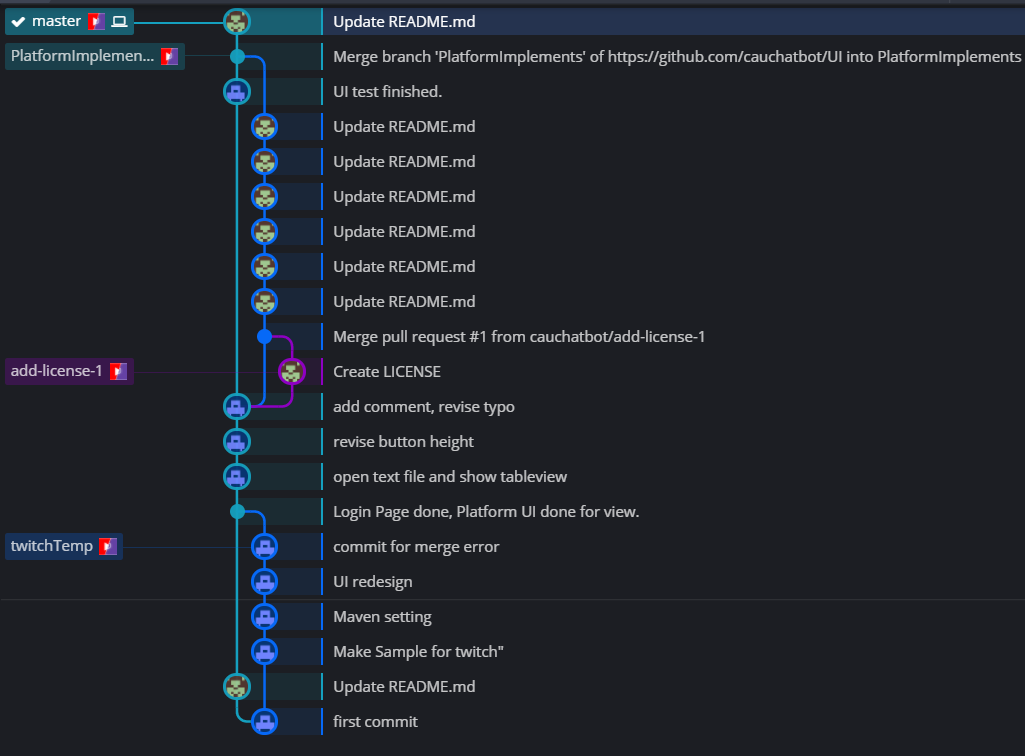 master Update README.md
PlatformImplemen... Merge branch 'PlatformImplements' of https://github.com/cauchatbot/UI into PlatformImplements
UI test finished.
Update README.md
Update README.md
Update README.md
Update README.md
Update README.md
Update README.md
Merge pull request #1 from cauchatbot/add-license-1
add-license-1 Create LICENSE
add comment, revise typo
revise button height
open text file and show tableview
Login Page done, Platform UI done for view.
twitchTemp commit for merge error
UI redesign
Maven setting
Make Sample for twitch"
Update README.md
first commit